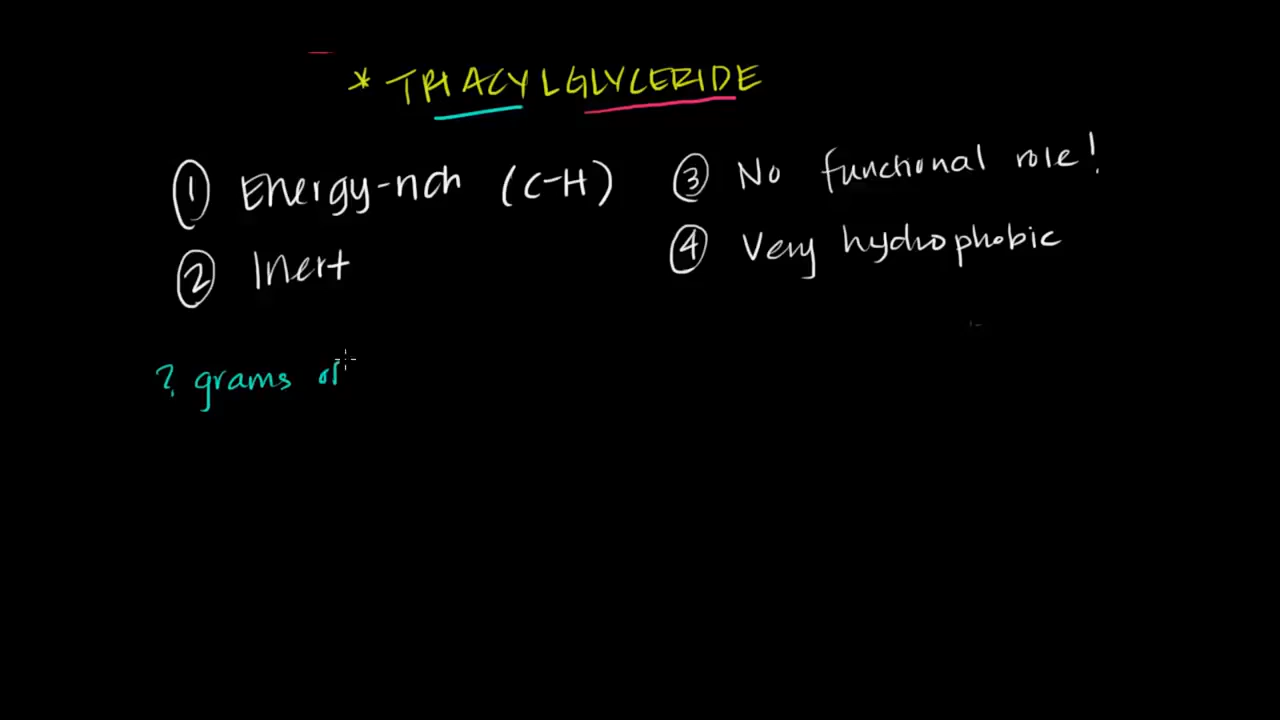 * TRIACYLGLYCERIDE
① Energy-rich (C-H)
② Inert
③ No functional role!
④ Very hydrophobic
? grams of